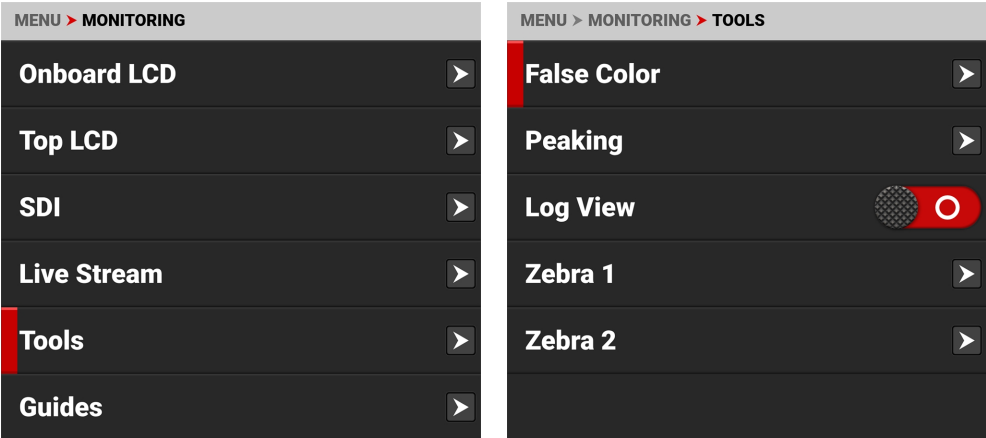 MENU > MONITORING
Onboard LCD
Top LCD
SDI
Live Stream
Tools
Guides
MENU > MONITORING > TOOLS
False Color
Peaking
Log View
Zebra 1
Zebra 2